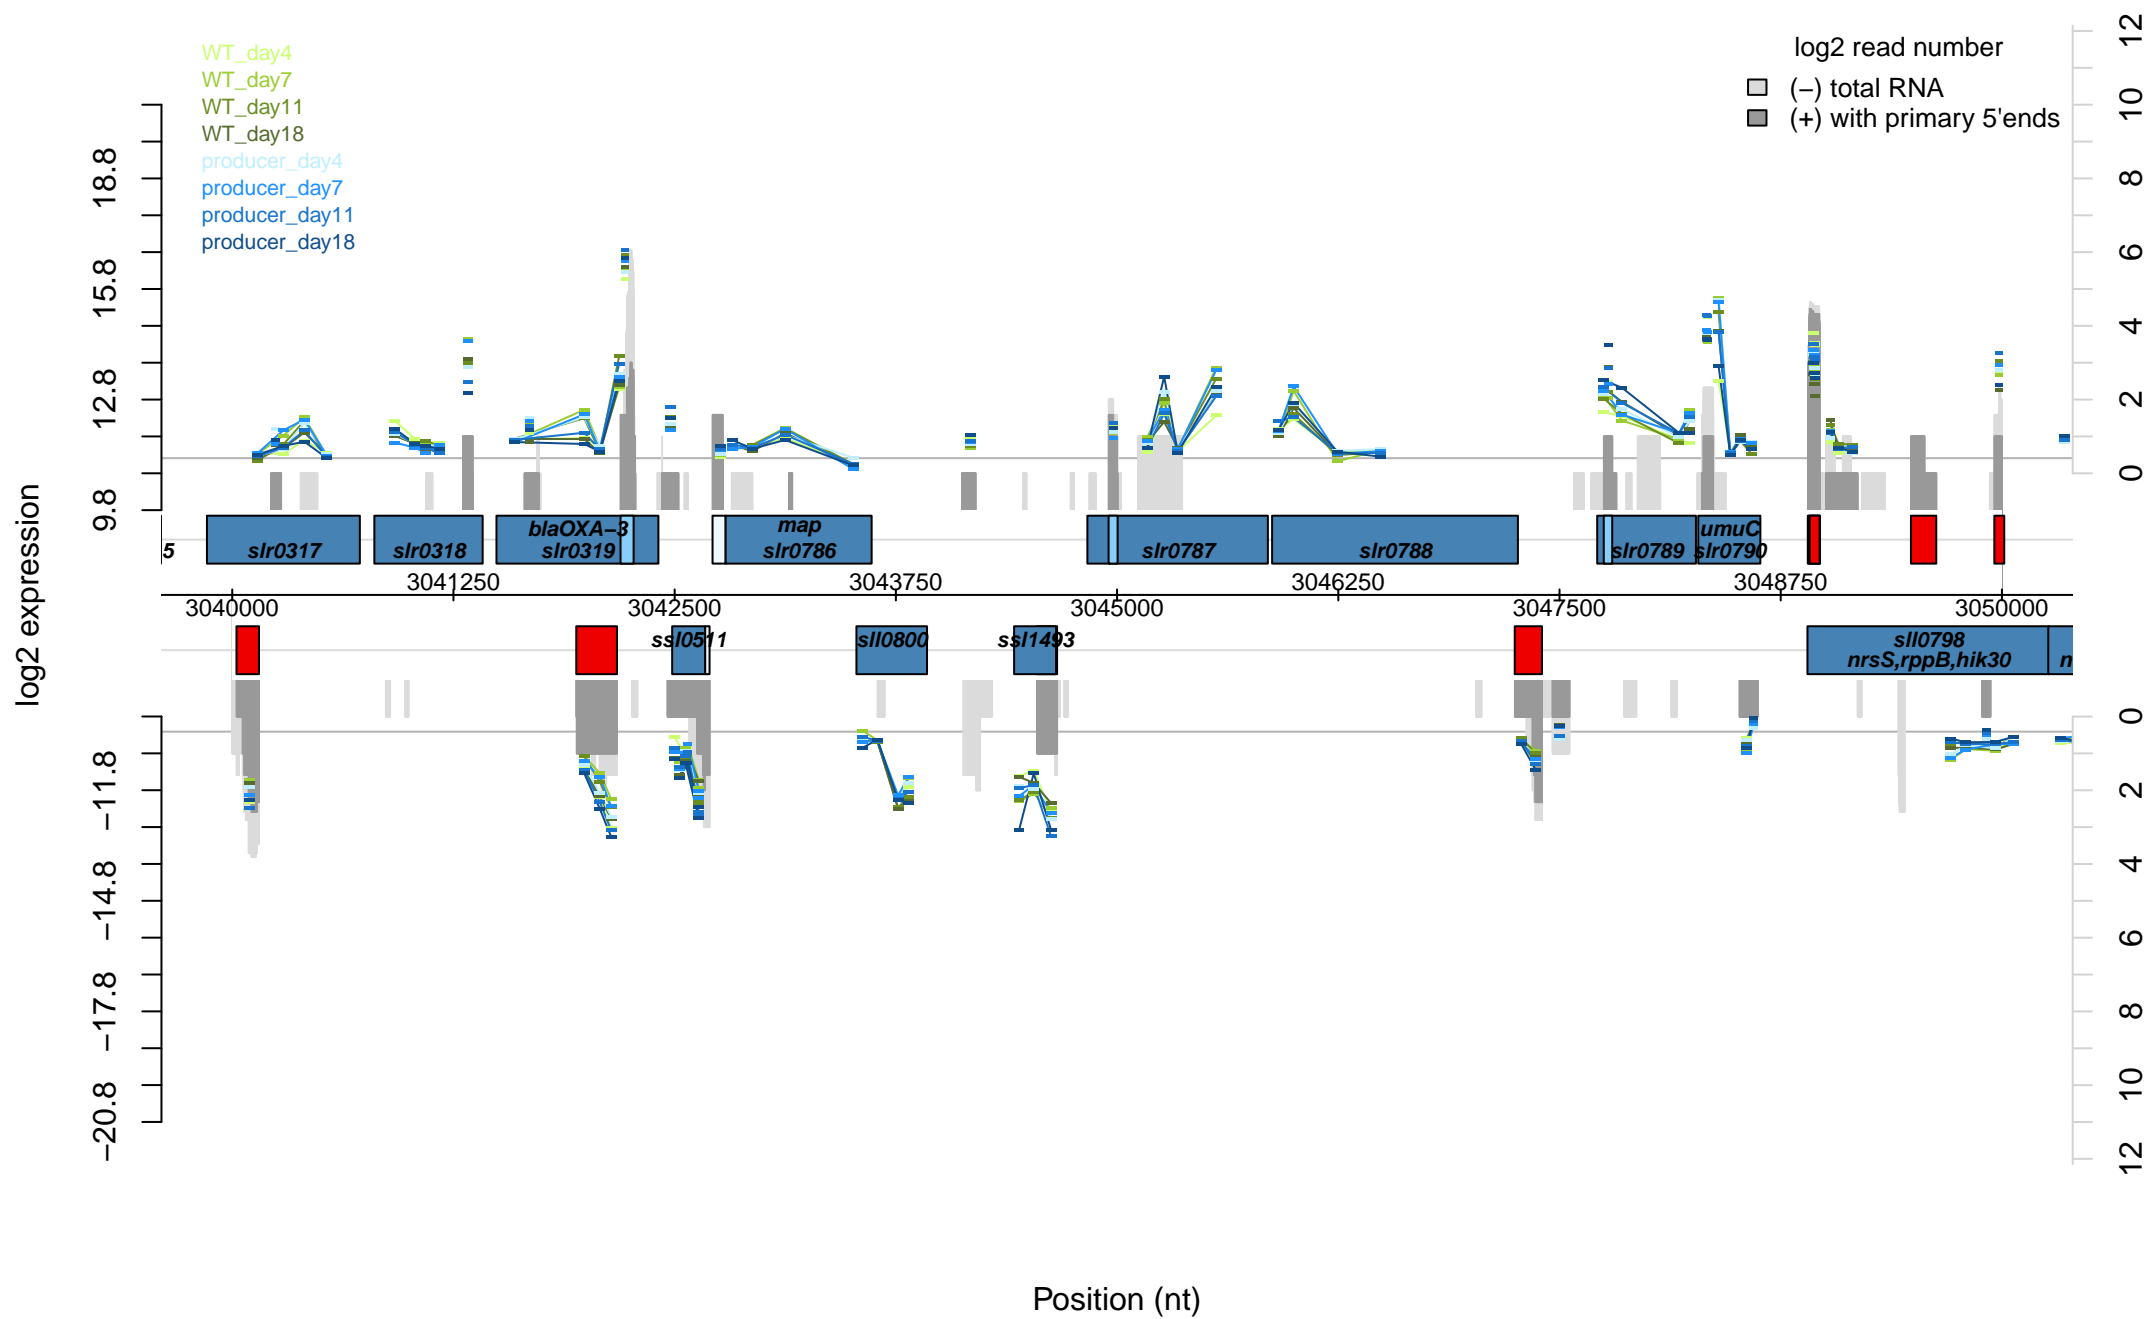 WT_day4
WT_day7
WT_day11
WT_day18
producer_day4
producer_day7
producer_day11
producer_day18
log2 read number
(−) total RNA
(+) with primary 5'ends
log2 expression
18.8
15.8
12.8
9.8
12
10
8
6
4
2
0
5
slr0317
slr0318
blaOXA−3
slr0319
map
slr0786
slr0787
slr0788
slr0789
umuC
slr0790
3041250
3043750
3046250
3048750
3040000
3042500
3045000
3047500
3050000
ssl0511
sll0800
ssl1493
sll0798
nrsS,rppB,hik30
n
−11.8
−14.8
−17.8
−20.8
0
2
4
6
8
10
12
Position (nt)